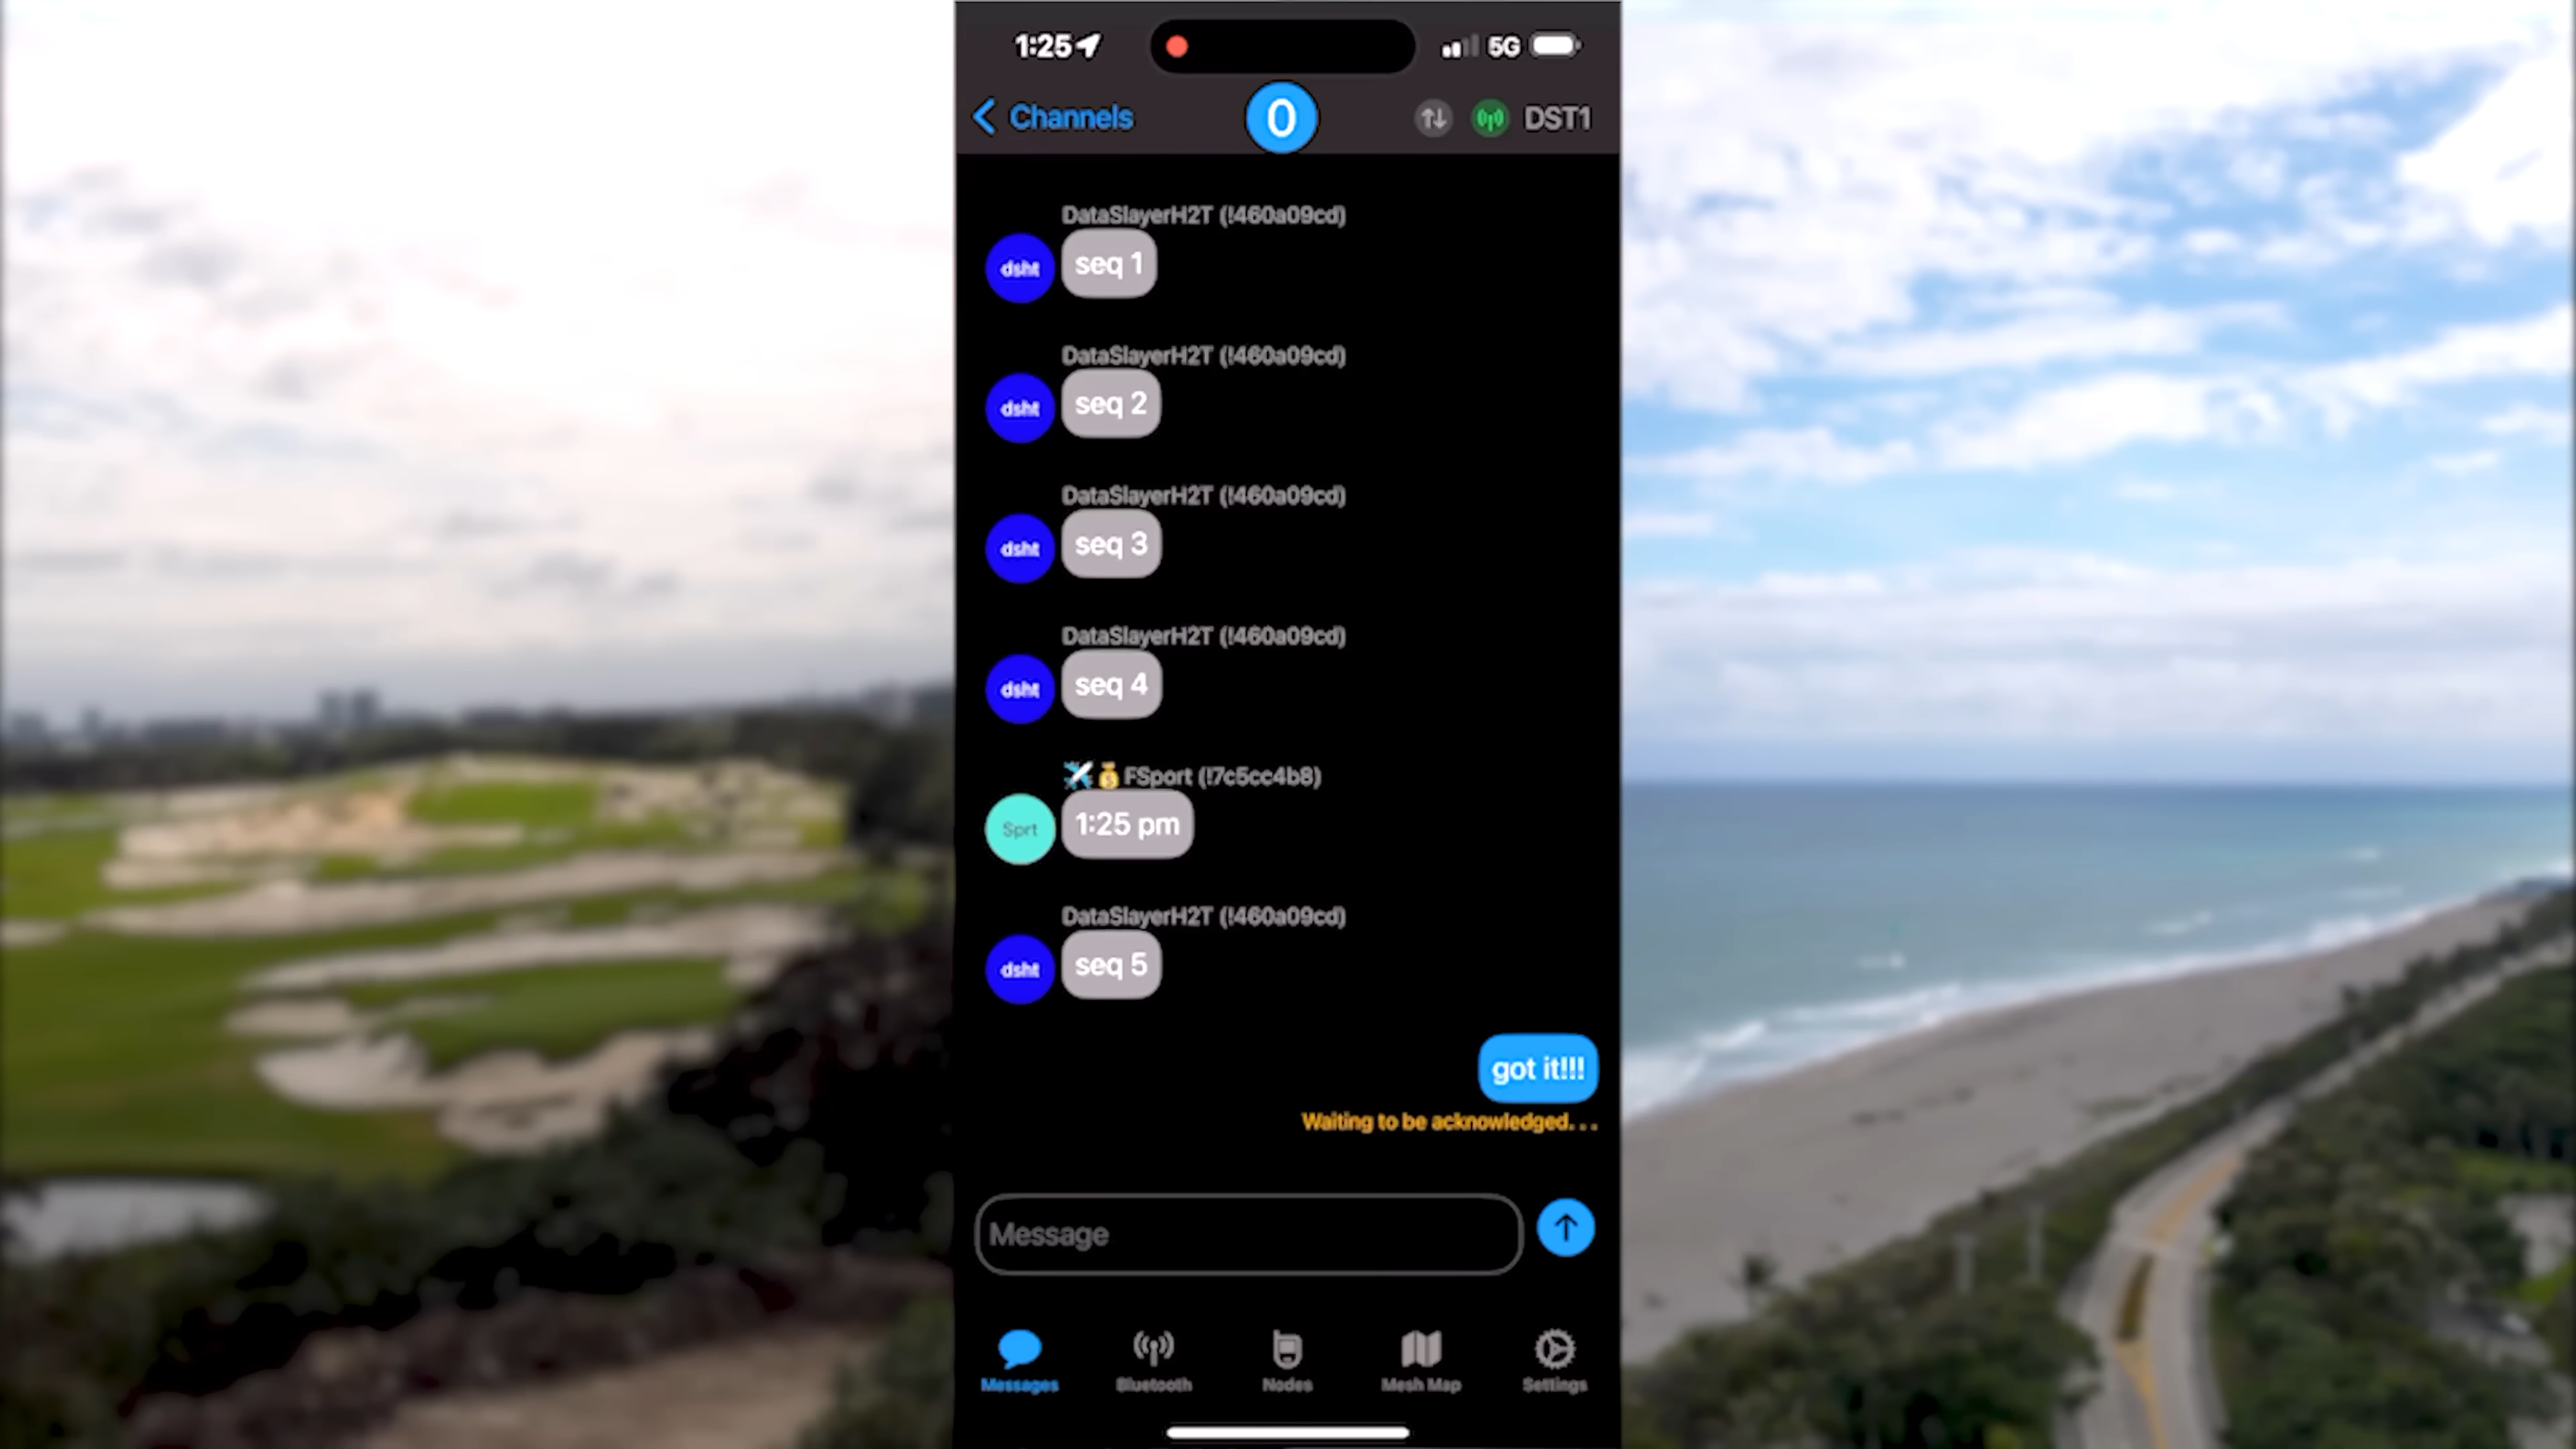 1:25
5G
Channels
0
DST1
DataSlayerH2T (!460a09cd)
dsht
seq 1
DataSlayerH2T (!460a09cd)
dsht
seq 2
DataSlayerH2T (!460a09cd)
dsht
seq 3
DataSlayerH2T (!460a09cd)
dsht
seq 4
✈️💰FSport (!7c5cc4b8)
Sprt
1:25 pm
DataSlayerH2T (!460a09cd)
dsht
seq 5
got it!!!
Waiting to be acknowledged...
Message
Messages
Bluetooth
Nodes
Mesh Map
Settings